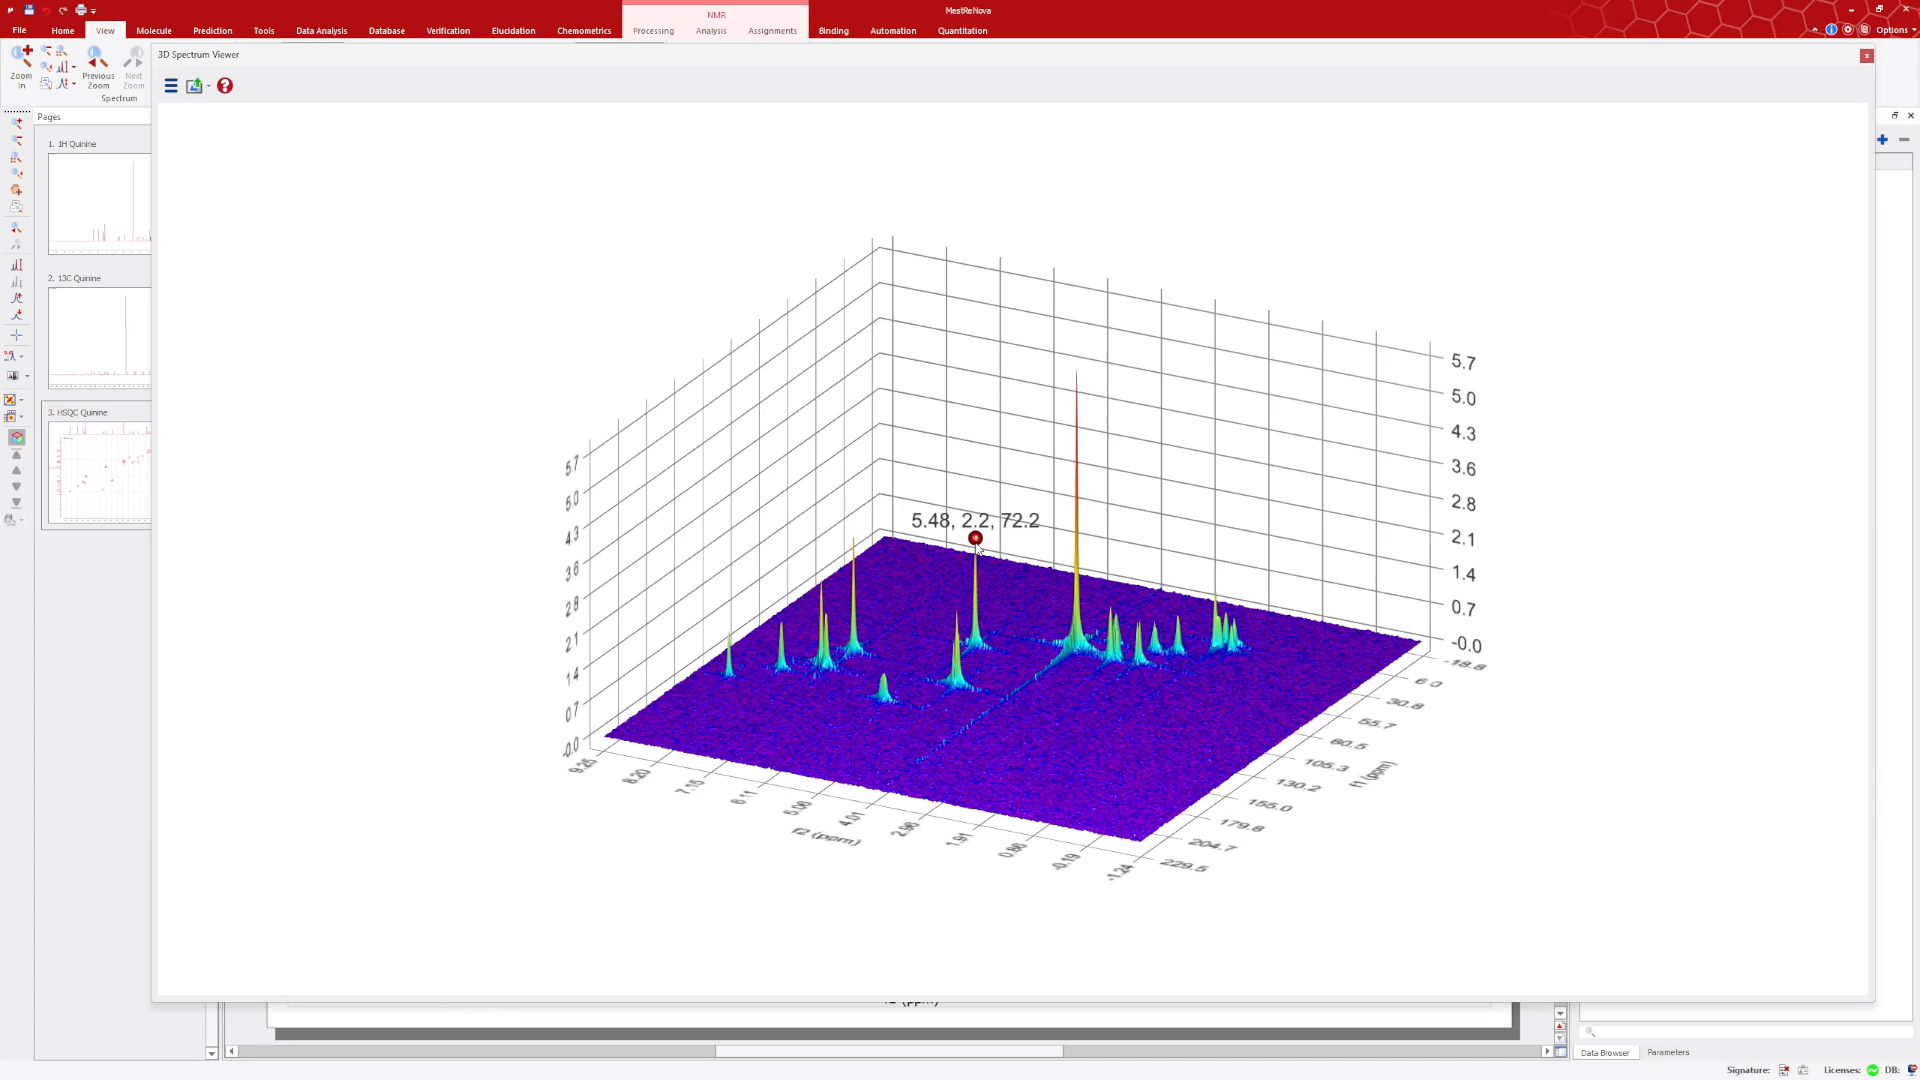 MestReNova
NMR
File Home View Molecule Prediction Tools Data Analysis Database Verification Elucidation Chemometrics Processing Analysis Assignments Binding Automation Quantitation
Options
Zoom In
Previous Zoom
Next Zoom
Spectrum
3D Spectrum Viewer
Pages
1. 1H Quinine
2. 13C Quinine
3. HSQC Quinine
5.48, 2.2, 72.2
5.7
5.0
4.3
3.6
2.8
2.1
1.4
0.7
-0.0
5.7
5.0
4.3
3.6
2.8
2.1
1.4
0.7
-0.0
-18.8
6.0
30.8
55.7
80.5
105.3
130.2
155.0
179.8
204.7
229.5
f1 (ppm)
9.25
8.20
7.15
6.11
5.06
4.01
2.96
1.91
0.86
-0.19
-1.24
f2 (ppm)
Data Browser
Parameters
Signature:
Licenses:
DB: